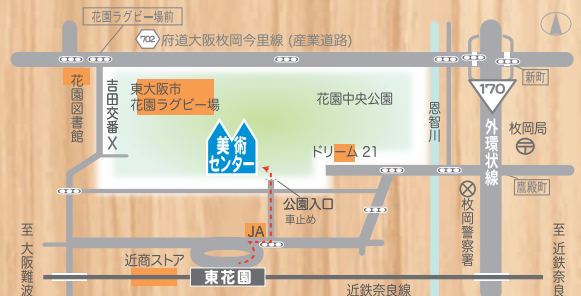 花園ラグビー場前
702 府道大阪枚岡今里線 (産業道路)
新町
170
花園図書館
吉田交番
X
東大阪市
花園ラグビー場
花園中央公園
恩智川
外環状線
枚岡局
美術
センター
ドリーム 21
鷹殿町
公園入口
車止め
枚岡警察署
JA
近商ストア
東花園
至 大阪難波
至 近鉄奈良
近鉄奈良線